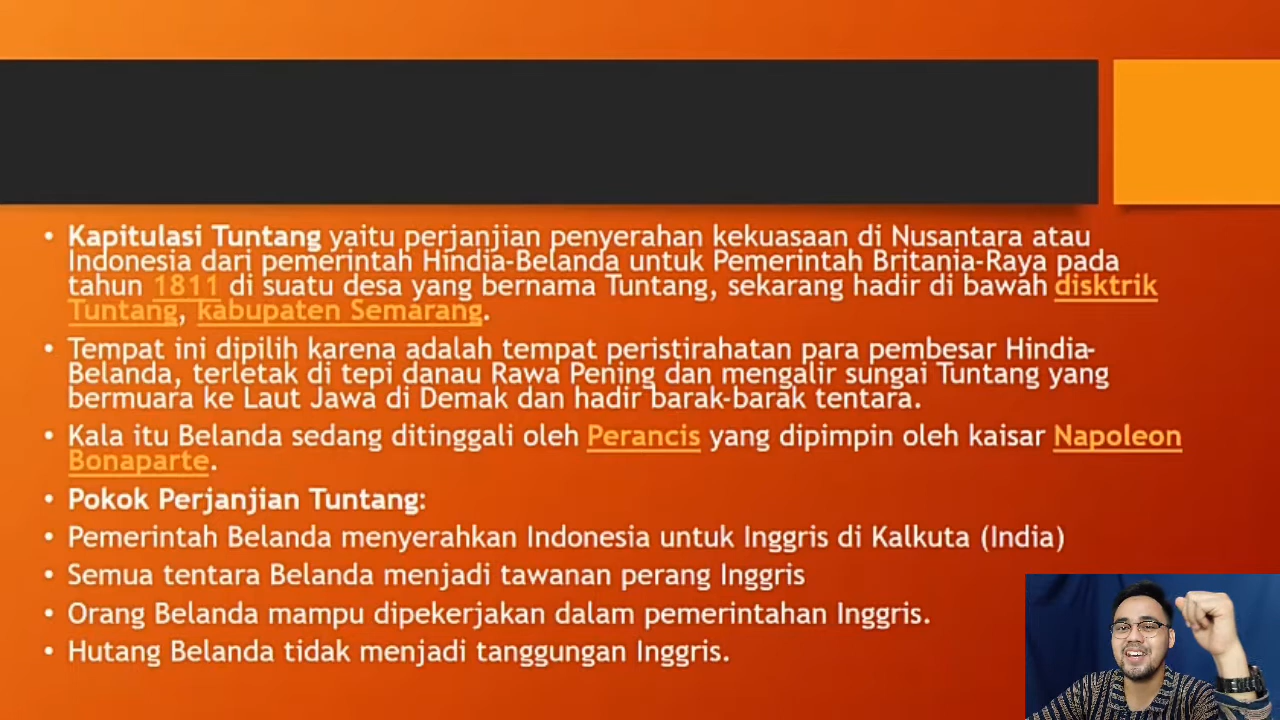 • Kapitulasi Tuntang yaitu perjanjian penyerahan kekuasaan di Nusantara atau
Indonesia dari pemerintah Hindia-Belanda untuk Pemerintah Britania-Raya pada
tahun 1811 di suatu desa yang bernama Tuntang, sekarang hadir di bawah disktrik
Tuntang, kabupaten Semarang.
• Tempat ini dipilih karena adalah tempat peristirahatan para pembesar Hindia-
Belanda, terletak di tepi danau Rawa Pening dan mengalir sungai Tuntang yang
bermuara ke Laut Jawa di Demak dan hadir barak-barak tentara.
• Kala itu Belanda sedang ditinggali oleh Perancis yang dipimpin oleh kaisar Napoleon
Bonaparte.
• Pokok Perjanjian Tuntang:
• Pemerintah Belanda menyerahkan Indonesia untuk Inggris di Kalkuta (India)
• Semua tentara Belanda menjadi tawanan perang Inggris
• Orang Belanda mampu dipekerjakan dalam pemerintahan Inggris.
• Hutang Belanda tidak menjadi tanggungan Inggris.